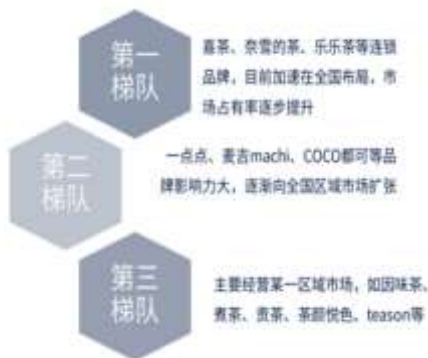 第一
梯队
喜茶、奈雪的茶、乐乐茶等连锁
品牌，目前加速在全国布局，市
场占有率逐步提升
第二
梯队
一点点、麦吉machi、COCO都可等品
牌影响力大，逐渐向全国区域市场扩张
第三
梯队
主要经营某一区域市场，如因味茶、
煮茶、贡茶、茶颜悦色、teason等